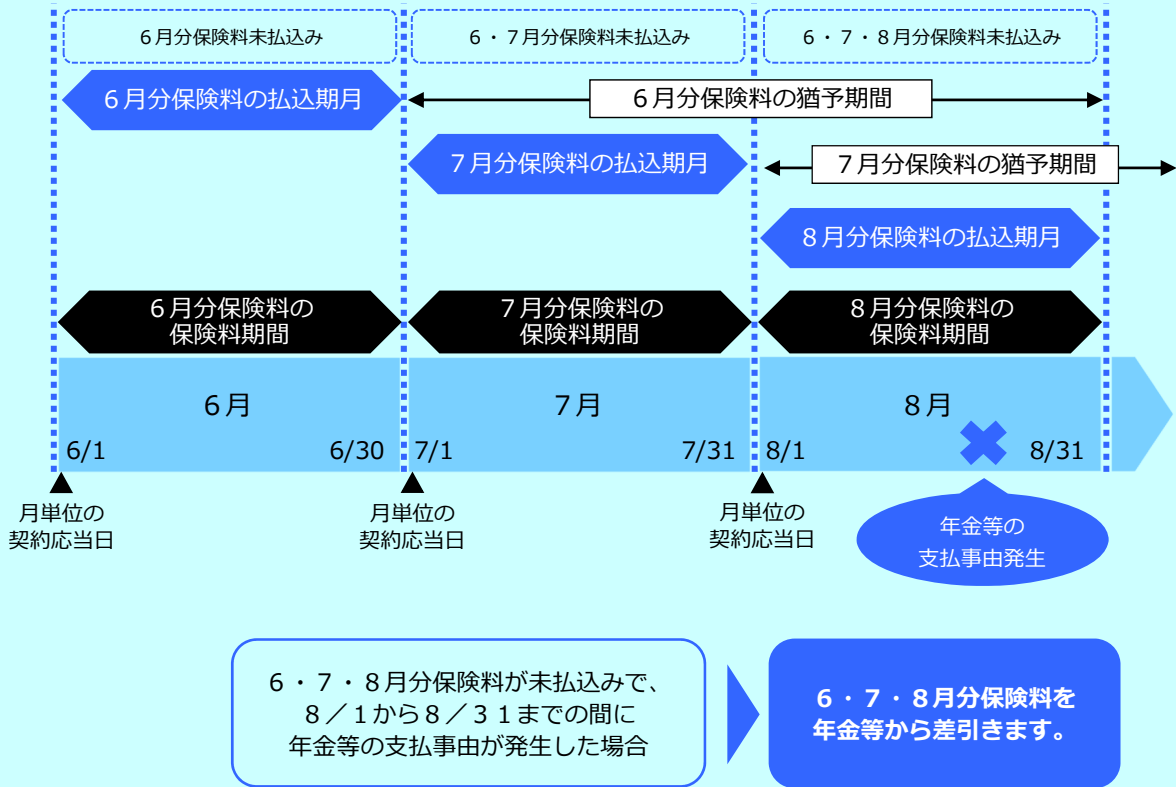 6月分保険料未払込み
6・7月分保険料未払込み
6・7・8月分保険料未払込み
6月分保険料の払込期月
6月分保険料の猶予期間
7月分保険料の払込期月
7月分保険料の猶予期間
8月分保険料の払込期月
6月分保険料の
保険料期間
7月分保険料の
保険料期間
8月分保険料の
保険料期間
6月
7月
8月
6/1
6/30
7/1
7/31
8/1
8/31
月単位の
契約応当日
月単位の
契約応当日
月単位の
契約応当日
年金等の
支払事由発生
6・7・8月分保険料が未払込みで、
8/1から8/31までの間に
年金等の支払事由が発生した場合
6・7・8月分保険料を
年金等から差引きます。